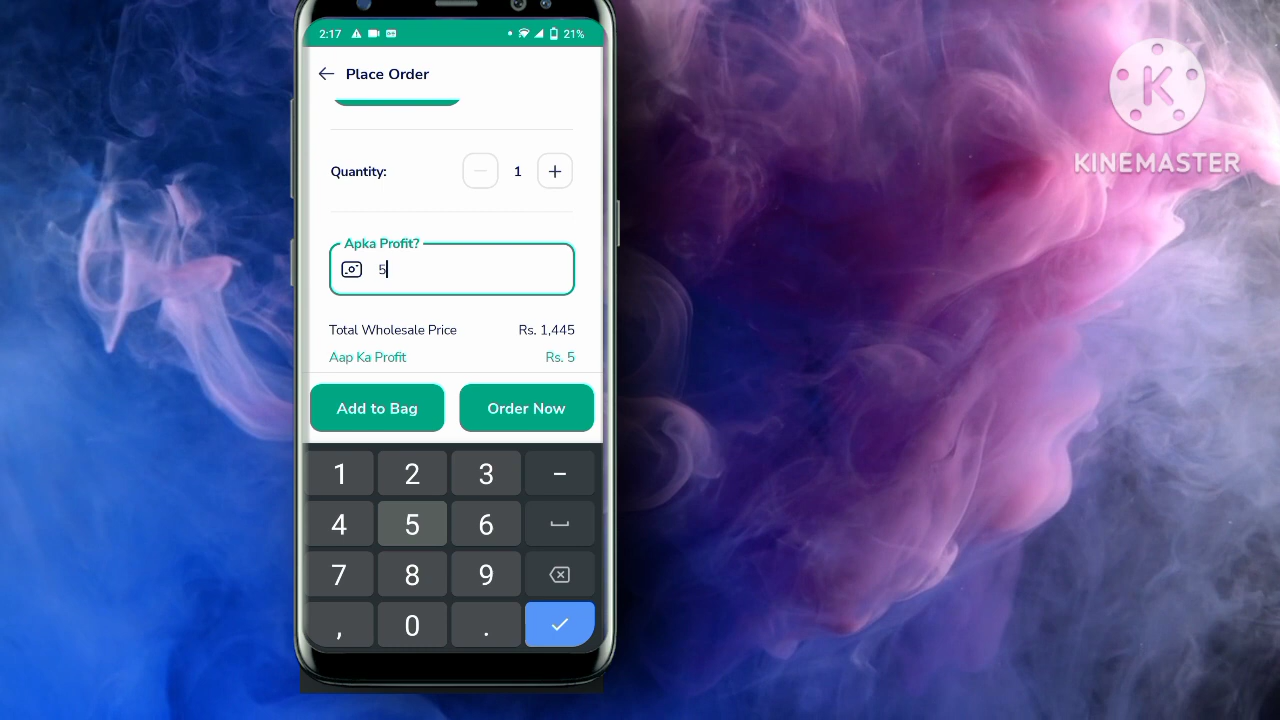 2:17 21%
Place Order
Quantity: 1
Apka Profit?
5
Total Wholesale Price Rs. 1,445
Aap Ka Profit Rs. 5
Add to Bag Order Now
1 2 3 -
4 5 6
7 8 9
, 0 .
K
KINEMASTER